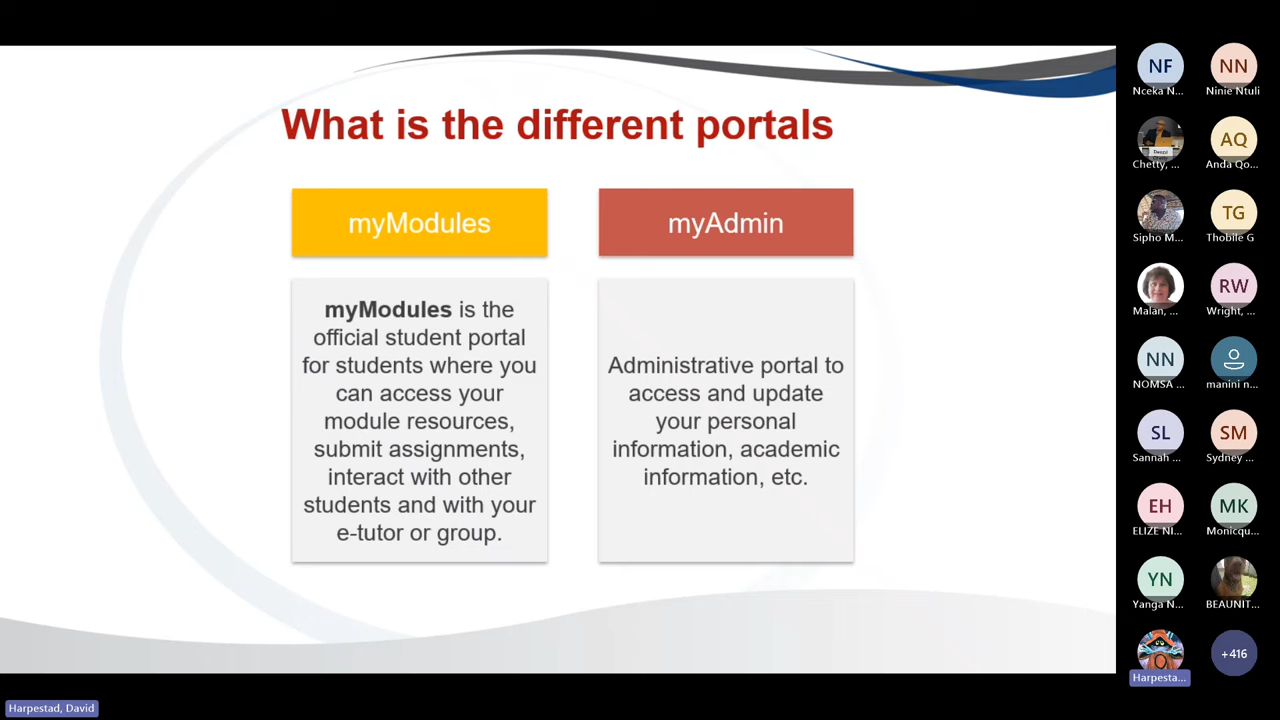 What is the different portals
myModules
myAdmin
myModules is the
official student portal
for students where you
can access your
module resources,
submit assignments,
interact with other
students and with your
e-tutor or group.
Administrative portal to
access and update
your personal
information, academic
information, etc.
NF
Nceka N...
NN
Ninie Ntuli
Chetty, ...
AQ
Anda Qo...
Sipho M...
TG
Thobile G
Malan, ...
RW
Wright, ...
NN
NOMSA ...
manini n...
SL
Sannah ...
SM
Sydney ...
EH
ELIZE NI...
MK
Monicqu...
YN
Yanga N...
BEAUNIT...
Harpesta...
+416
Harpestad, David